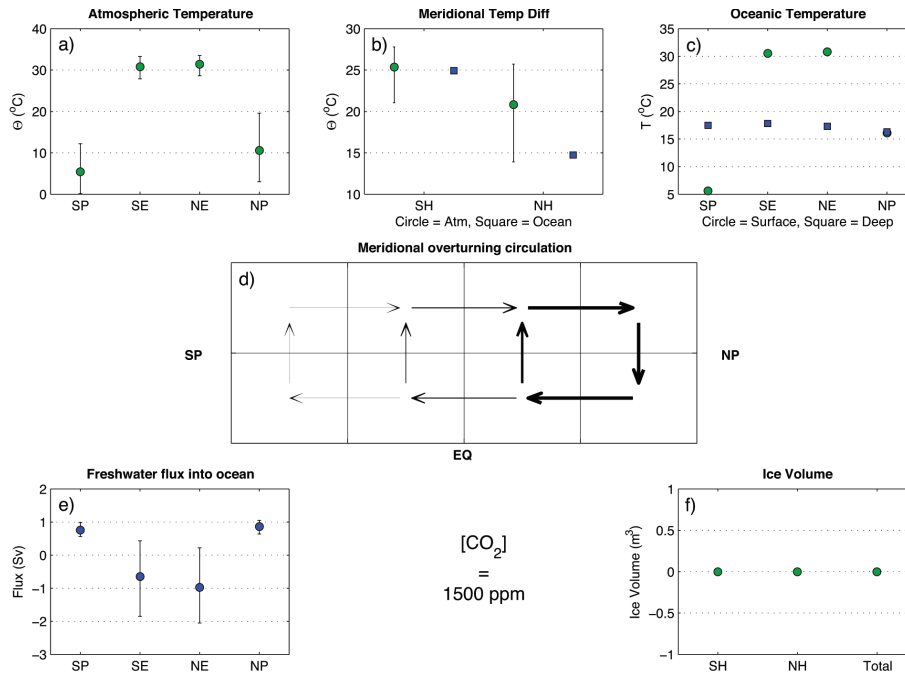 Atmospheric Temperature
a)
Θ (°C)
40
30
20
10
0
SP NE SE NP
Meridional Temp Diff
b)
Θ (°C)
30
25
20
15
10
SH NH
Circle = Atm, Square = Ocean
Oceanic Temperature
c)
T (°C)
45
40
35
30
25
20
15
10
5
SP SE NE NP
Circle = Surface, Square = Deep
Meridional overturning circulation
d)
SP
NP
EQ
Freshwater flux into ocean
e)
Flux (Sv)
2
1
0
−1
−2
−3
SP SE NE NP
[CO₂]
=
1500 ppm
Ice Volume
f)
Ice Volume (m³)
1
0.5
0
−0.5
−1
SH NH Total